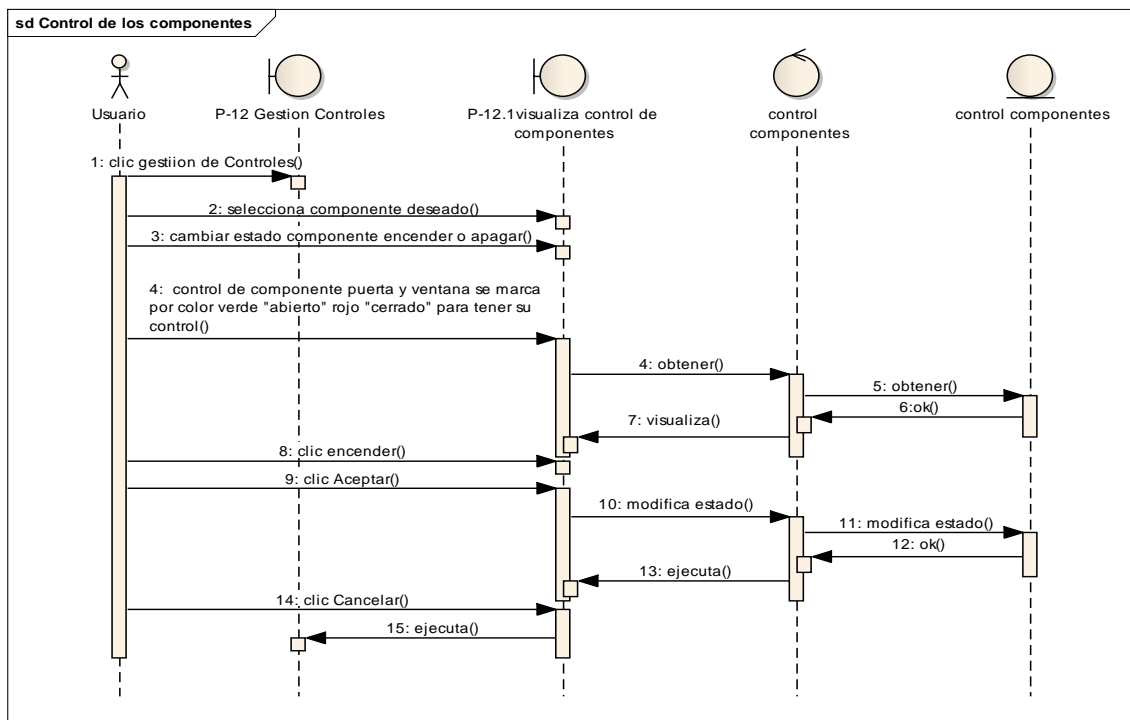 sd Control de los componentes
Usuario
P-12 Gestion Controles
P-12.1visualiza control de
componentes
control
componentes
control componentes
1: clic gestiion de Controles()
2: selecciona componente deseado()
3: cambiar estado componente encender o apagar()
4:  control de componente puerta y ventana se marca
por color verde "abierto" rojo "cerrado" para tener su
control()
4: obtener()
5: obtener()
6:ok()
7: visualiza()
8: clic encender()
9: clic Aceptar()
10: modifica estado()
11: modifica estado()
12: ok()
13: ejecuta()
14: clic Cancelar()
15: ejecuta()